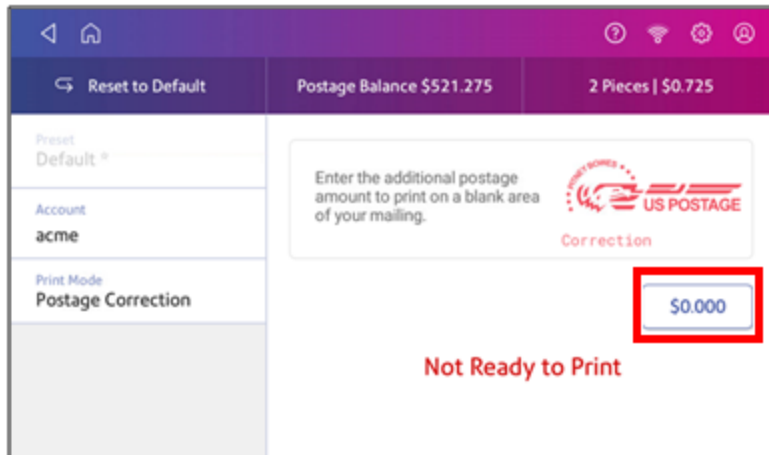 Reset to Default
Postage Balance $521.275
2 Pieces | $0.725
Preset
Default *
Account
acme
Print Mode
Postage Correction
Enter the additional postage
amount to print on a blank area
of your mailing.
PITNEY BOWES
US POSTAGE
Correction
$0.000
Not Ready to Print